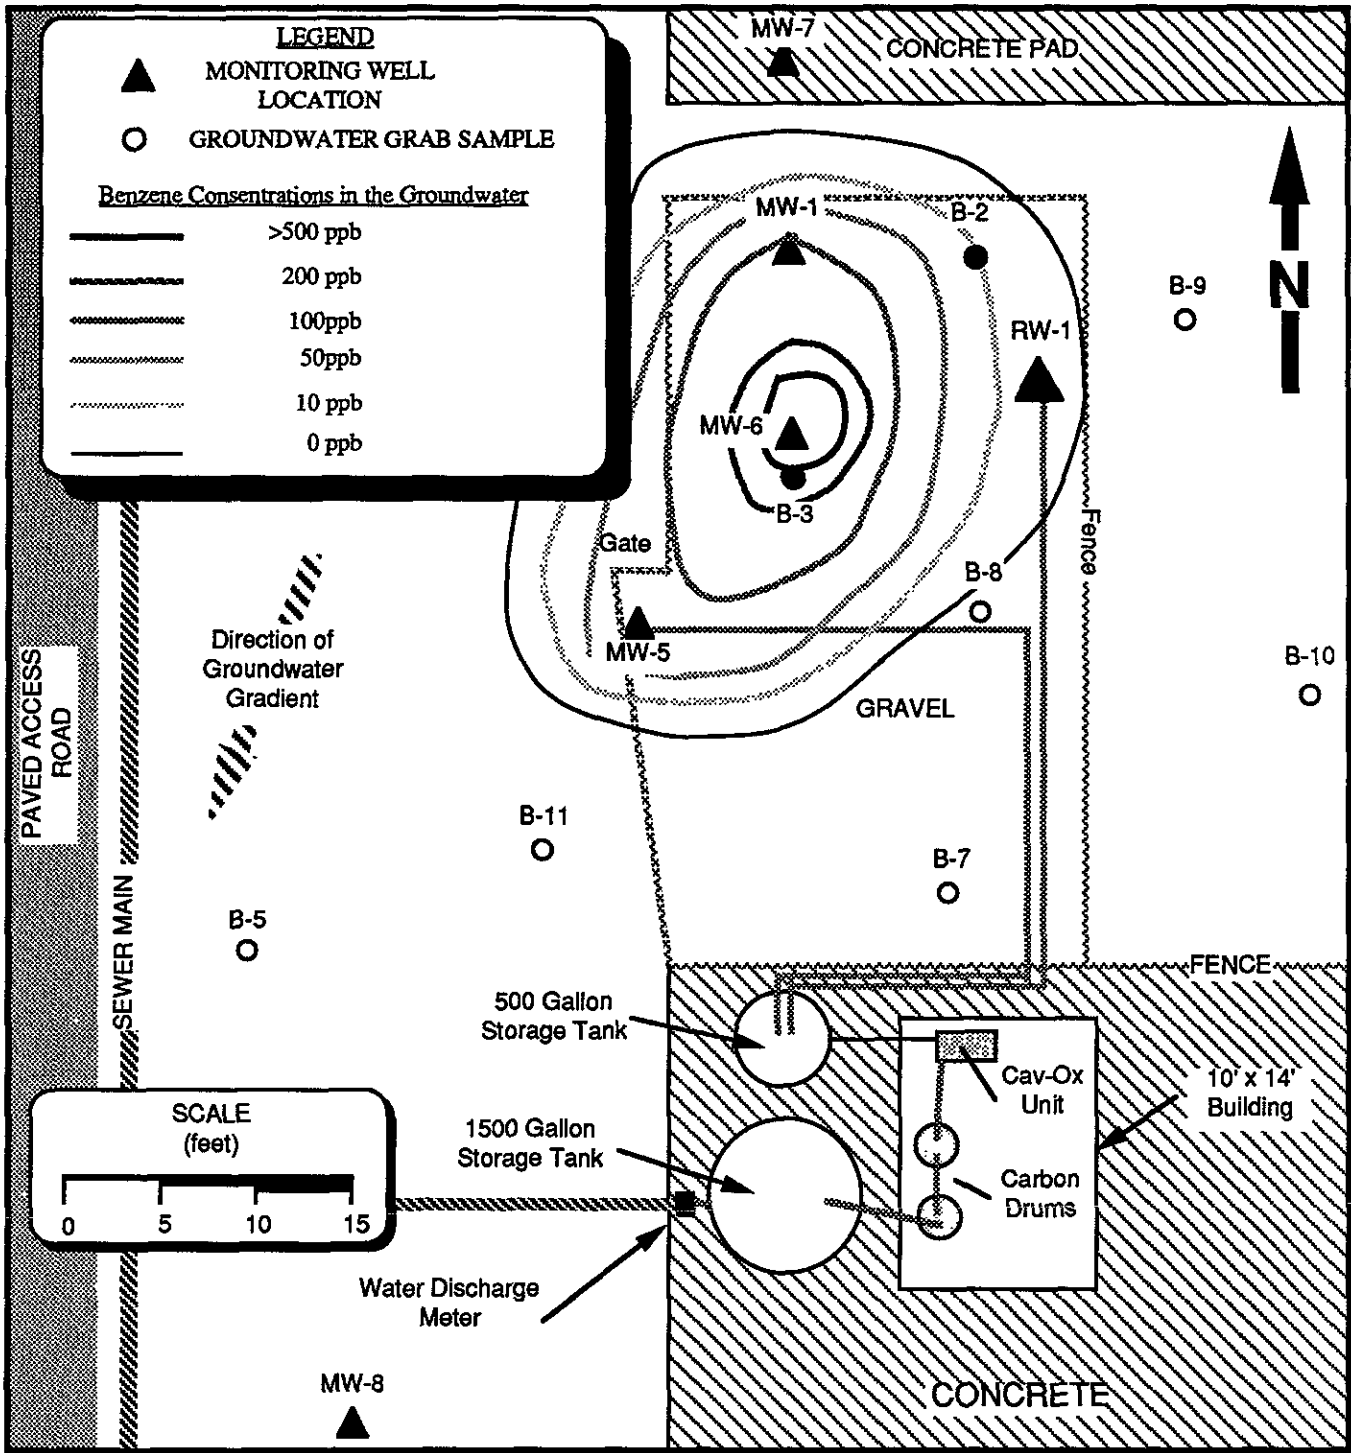 LEGEND
MONITORING WELL
LOCATION
GROUNDWATER GRAB SAMPLE
Benzene Consentrations in the Groundwater
>500 ppb
200 ppb
100ppb
50ppb
10 ppb
0 ppb
MW-7
CONCRETE PAD
MW-1
B-2
B-9
N
RW-1
MW-6
B-3
Gate
Fence
B-8
MW-5
Direction of
Groundwater
Gradient
B-10
GRAVEL
PAVED ACCESS
ROAD
B-11
B-7
SEWER MAIN
B-5
FENCE
500 Gallon
Storage Tank
Cav-Ox
Unit
10' x 14'
Building
SCALE
(feet)
0 5 10 15
1500 Gallon
Storage Tank
Carbon
Drums
Water Discharge
Meter
MW-8
CONCRETE